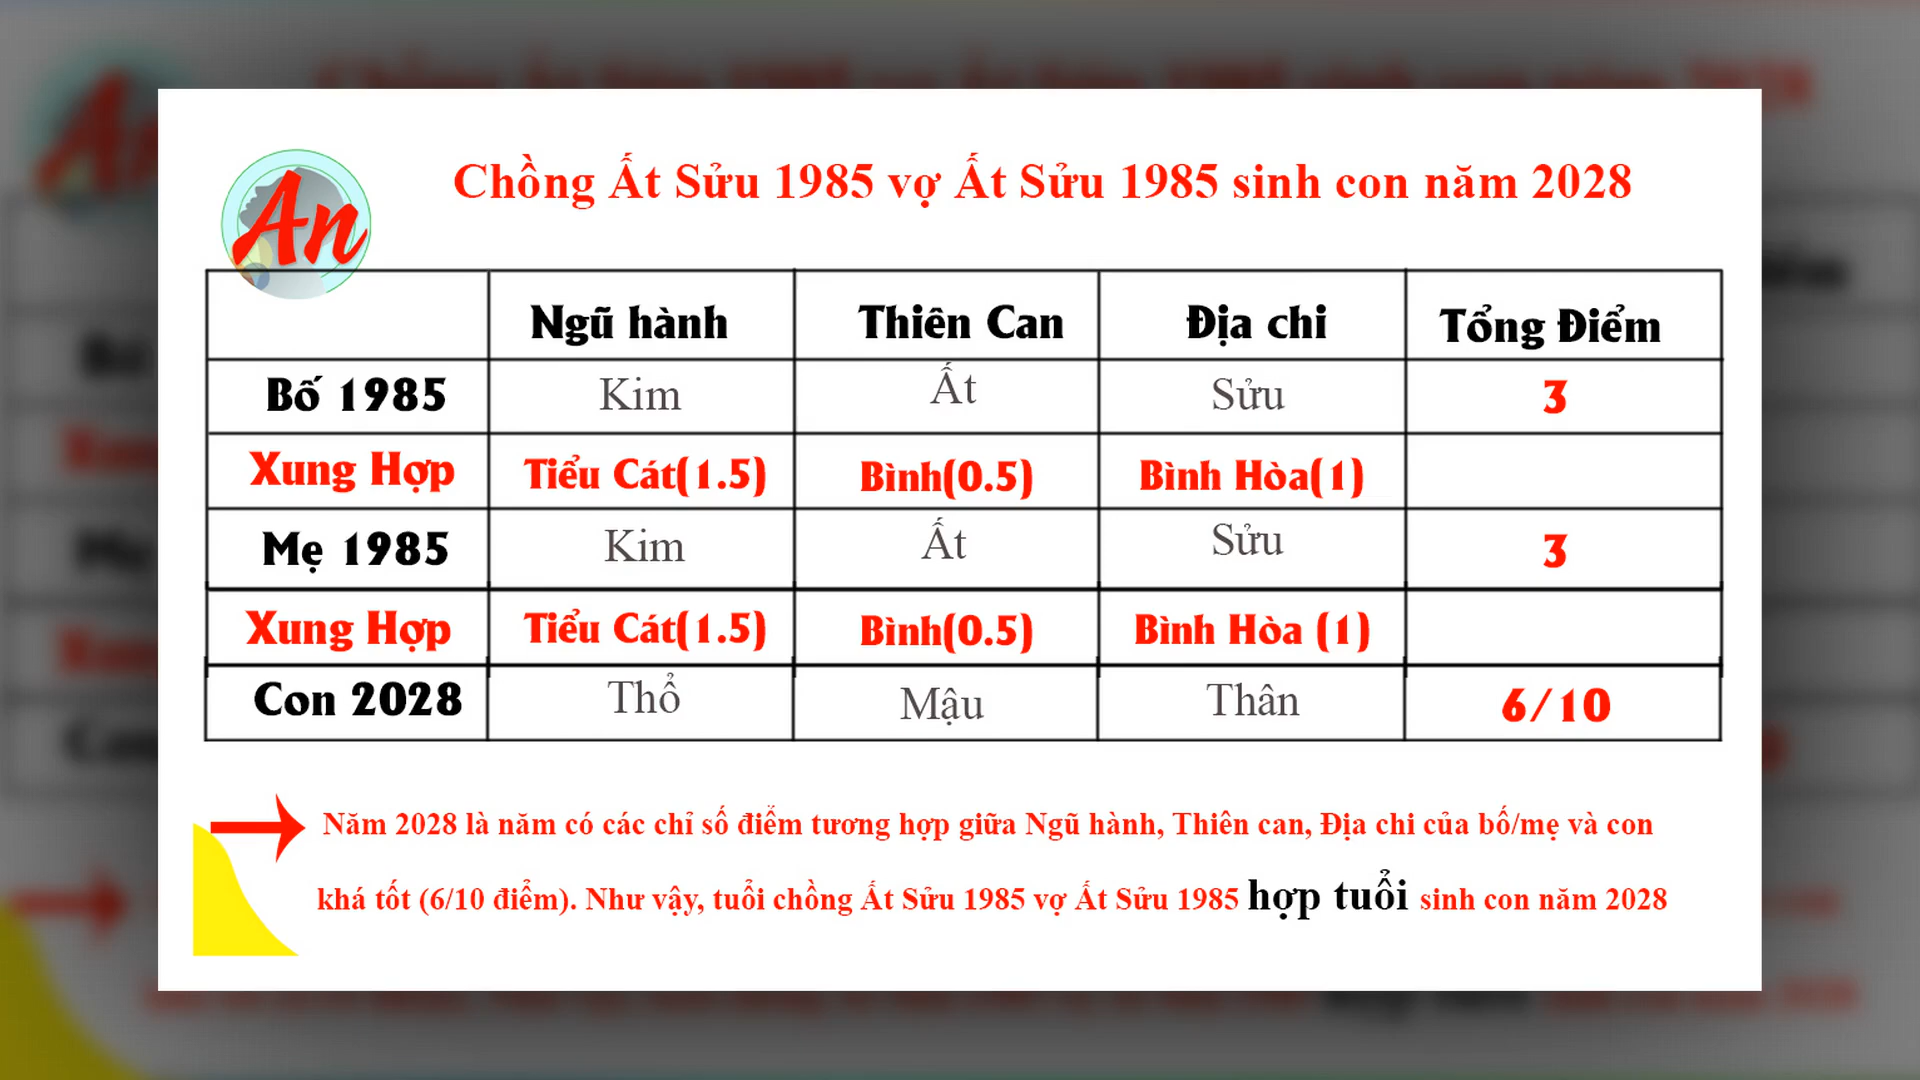 An
Chồng Ất Sửu 1985 vợ Ất Sửu 1985 sinh con năm 2028
Ngũ hành Thiên Can Địa chi Tổng Điểm
Bố 1985 Kim Ất Sửu 3
Xung Hợp Tiểu Cát(1.5) Bình(0.5) Bình Hòa(1)
Mẹ 1985 Kim Ất Sửu 3
Xung Hợp Tiểu Cát(1.5) Bình(0.5) Bình Hòa (1)
Con 2028 Thổ Mậu Thân 6/10
Năm 2028 là năm có các chỉ số điểm tương hợp giữa Ngũ hành, Thiên can, Địa chi của bố/mẹ và con
khá tốt (6/10 điểm). Như vậy, tuổi chồng Ất Sửu 1985 vợ Ất Sửu 1985 hợp tuổi sinh con năm 2028